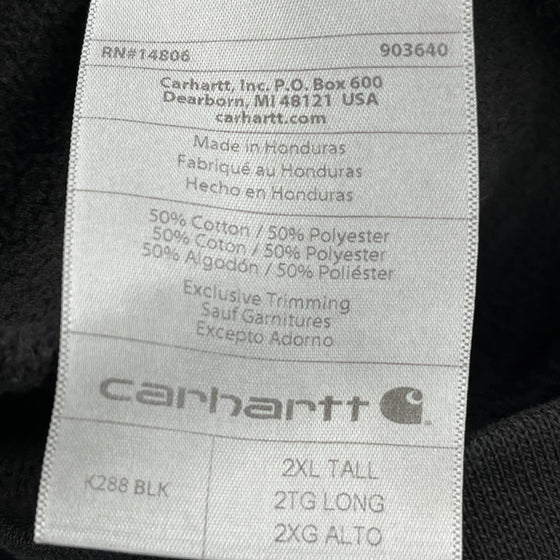 RN#14806 903640
Carhartt, Inc. P.O. Box 600
Dearborn, MI 48121 USA
carhartt.com
Made in Honduras
Fabriqué au Honduras
Hecho en Honduras
50% Cotton / 50% Polyester
50% Coton / 50% Polyester
50% Algodón / 50% Poliéster
Exclusive Trimming
Sauf Garnitures
Excepto Adorno
carhartt
K288 BLK
2XL TALL
2TG LONG
2XG ALTO